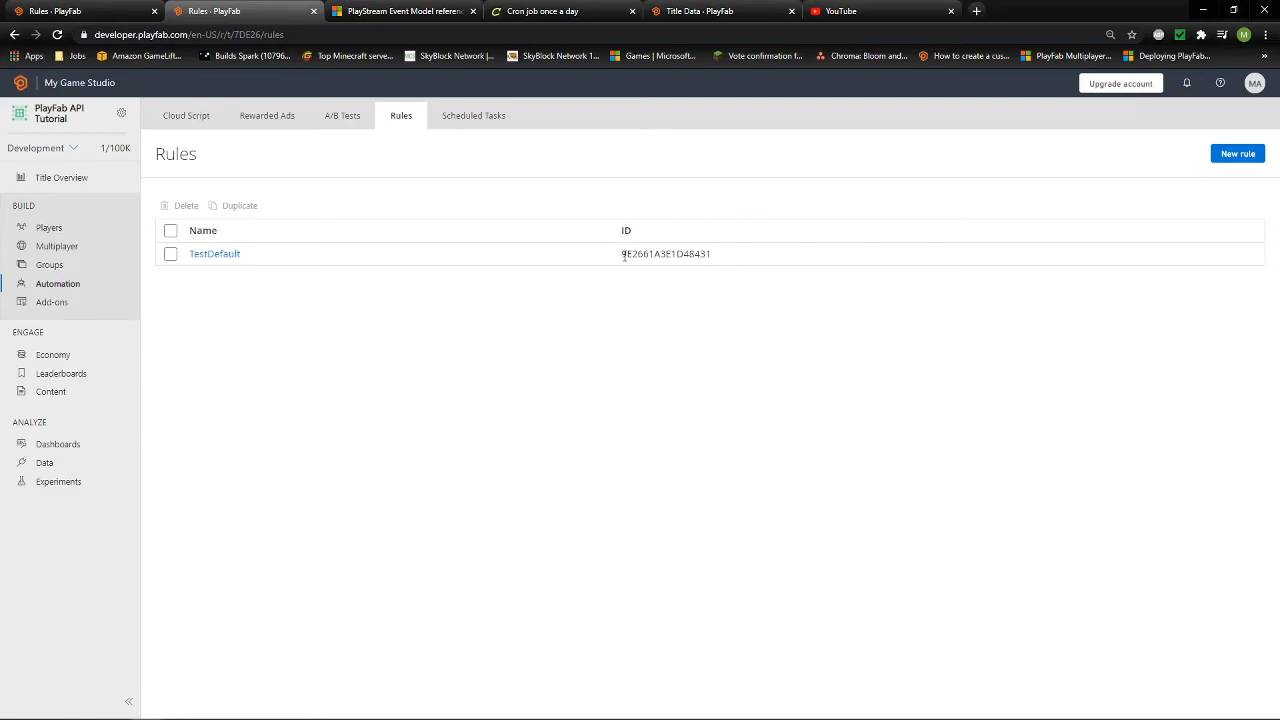 Rules - PlayFab
Rules - PlayFab
PlayStream Event Model referenc
Cron job once a day
Title Data - PlayFab
YouTube
developer.playfab.com/en-US/r/t/7DE26/rules
M
Apps
Jobs
Amazon GameLift...
Builds Spark (10796...
Top Minecraft serve...
SkyBlock Network |...
SkyBlock Network 1...
Games | Microsoft...
Vote confirmation f...
Chroma: Bloom and...
How to create a cus...
PlayFab Multiplayer...
Deploying PlayFab...
My Game Studio
Upgrade account
MA
PlayFab API
Tutorial
Development
1/100K
Title Overview
BUILD
Players
Multiplayer
Groups
Automation
Add-ons
ENGAGE
Economy
Leaderboards
Content
ANALYZE
Dashboards
Data
Experiments
Cloud Script
Rewarded Ads
A/B Tests
Rules
Scheduled Tasks
Rules
New rule
Delete
Duplicate
Name
ID
TestDefault
9E2661A3E1D48431